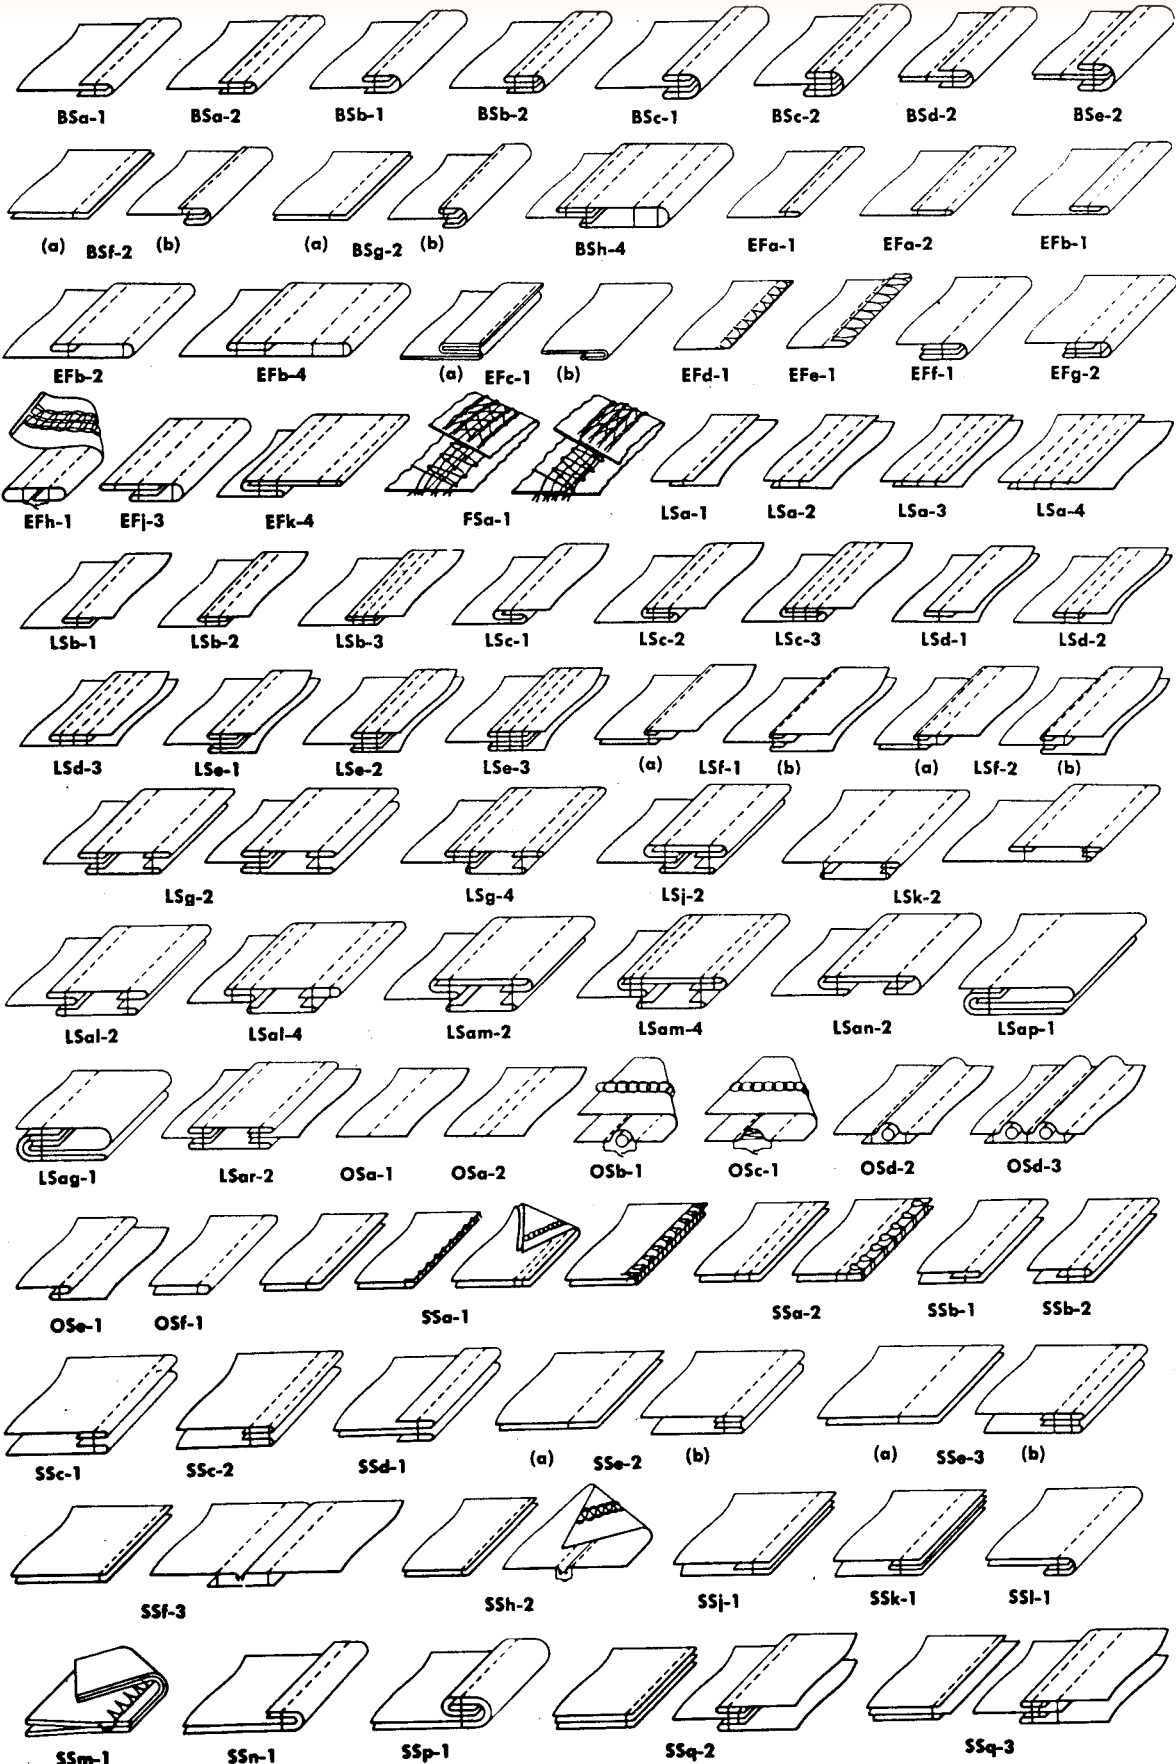 BSa-1 BSa-2 BSb-1 BSb-2 BSc-1 BSc-2 BSd-2 BSe-2
(a) BSf-2 (b) (a) BSg-2 (b) BSh-4 EFa-1 EFa-2 EFb-1
EFb-2 EFb-4 (a) EFc-1 (b) EFd-1 EFe-1 EFf-1 EFg-2
EFh-1 EFj-3 EFk-4 FSa-1 LSa-1 LSa-2 LSa-3 LSa-4
LSb-1 LSb-2 LSb-3 LSc-1 LSc-2 LSc-3 LSd-1 LSd-2
LSd-3 LSe-1 LSe-2 LSe-3 (a) LSf-1 (b) (a) LSf-2 (b)
LSg-2 LSg-4 LSj-2 LSk-2
LSal-2 LSal-4 LSam-2 LSam-4 LSan-2 LSap-1
LSag-1 LSar-2 OSa-1 OSa-2 OSb-1 OSc-1 OSd-2 OSd-3
OSe-1 OSf-1 SSa-1 SSa-2 SSb-1 SSb-2
SSc-1 SSc-2 SSd-1 (a) SSe-2 (b) (a) SSe-3 (b)
SSf-3 SSh-2 SSj-1 SSk-1 SSl-1
SSm-1 SSn-1 SSp-1 SSq-2 SSq-3